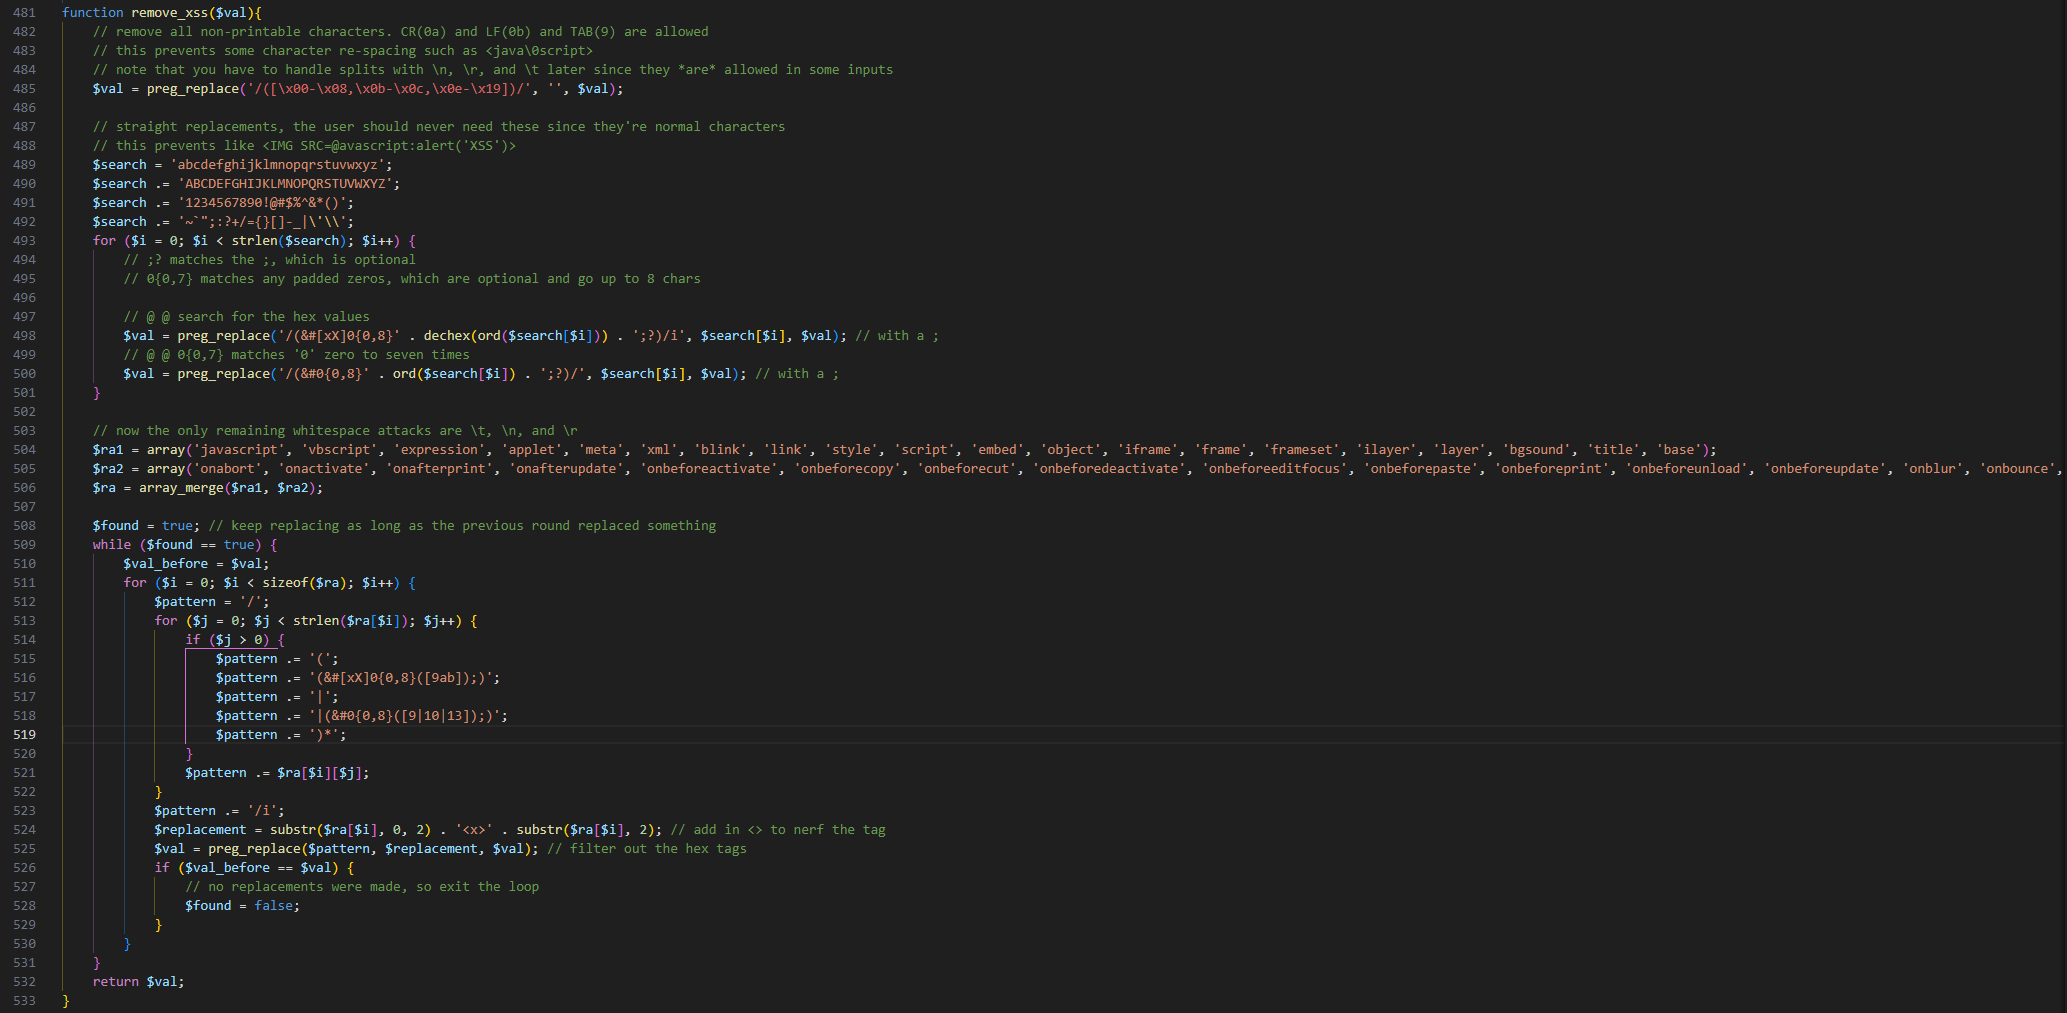 481 function remove_xss($val){
482 // remove all non-printable characters. CR(0a) and LF(0b) and TAB(9) are allowed
483 // this prevents some character re-spacing such as <java\0script>
484 // note that you have to handle splits with \n, \r, and \t later since they *are* allowed in some inputs
485 $val = preg_replace('/([\x00-\x08,\x0b-\x0c,\x0e-\x19])/', '', $val);
486
487 // straight replacements, the user should never need these since they're normal characters
488 // this prevents like <IMG SRC=@avascript:alert('XSS')>
489 $search = 'abcdefghijklmnopqrstuvwxyz';
490 $search .= 'ABCDEFGHIJKLMNOPQRSTUVWXYZ';
491 $search .= '1234567890!@#$%^&*()';
492 $search .= '~`";:?+/={}[]-_|\'\\';
493 for ($i = 0; $i < strlen($search); $i++) {
494 // ;? matches the ;, which is optional
495 // 0{0,7} matches any padded zeros, which are optional and go up to 8 chars
496
497 // @ @ search for the hex values
498 $val = preg_replace('/(&#[xX]0{0,8}' . dechex(ord($search[$i])) . ';?)/i', $search[$i], $val); // with a ;
499 // @ @ 0{0,7} matches '0' zero to seven times
500 $val = preg_replace('/(&#0{0,8}' . ord($search[$i]) . ';?)/', $search[$i], $val); // with a ;
501 }
502
503 // now the only remaining whitespace attacks are \t, \n, and \r
504 $ra1 = array('javascript', 'vbscript', 'expression', 'applet', 'meta', 'xml', 'blink', 'link', 'style', 'script', 'embed', 'object', 'iframe', 'frame', 'frameset', 'ilayer', 'layer', 'bgsound', 'title', 'base');
505 $ra2 = array('onabort', 'onactivate', 'onafterprint', 'onafterupdate', 'onbeforeactivate', 'onbeforecopy', 'onbeforecut', 'onbeforedeactivate', 'onbeforeeditfocus', 'onbeforepaste', 'onbeforeprint', 'onbeforeunload', 'onbeforeupdate', 'onblur', 'onbounce',
506 $ra = array_merge($ra1, $ra2);
507
508 $found = true; // keep replacing as long as the previous round replaced something
509 while ($found == true) {
510 $val_before = $val;
511 for ($i = 0; $i < sizeof($ra); $i++) {
512 $pattern = '/';
513 for ($j = 0; $j < strlen($ra[$i]); $j++) {
514 if ($j > 0) {
515 $pattern .= '(';
516 $pattern .= '(&#[xX]0{0,8}([9ab]);)';
517 $pattern .= '|';
518 $pattern .= '|(&#0{0,8}([9|10|13]);)';
519 $pattern .= ')*';
520 }
521 $pattern .= $ra[$i][$j];
522 }
523 $pattern .= '/i';
524 $replacement = substr($ra[$i], 0, 2) . '<x>' . substr($ra[$i], 2); // add in <> to nerf the tag
525 $val = preg_replace($pattern, $replacement, $val); // filter out the hex tags
526 if ($val_before == $val) {
527 // no replacements were made, so exit the loop
528 $found = false;
529 }
530 }
531 }
532 return $val;
533 }